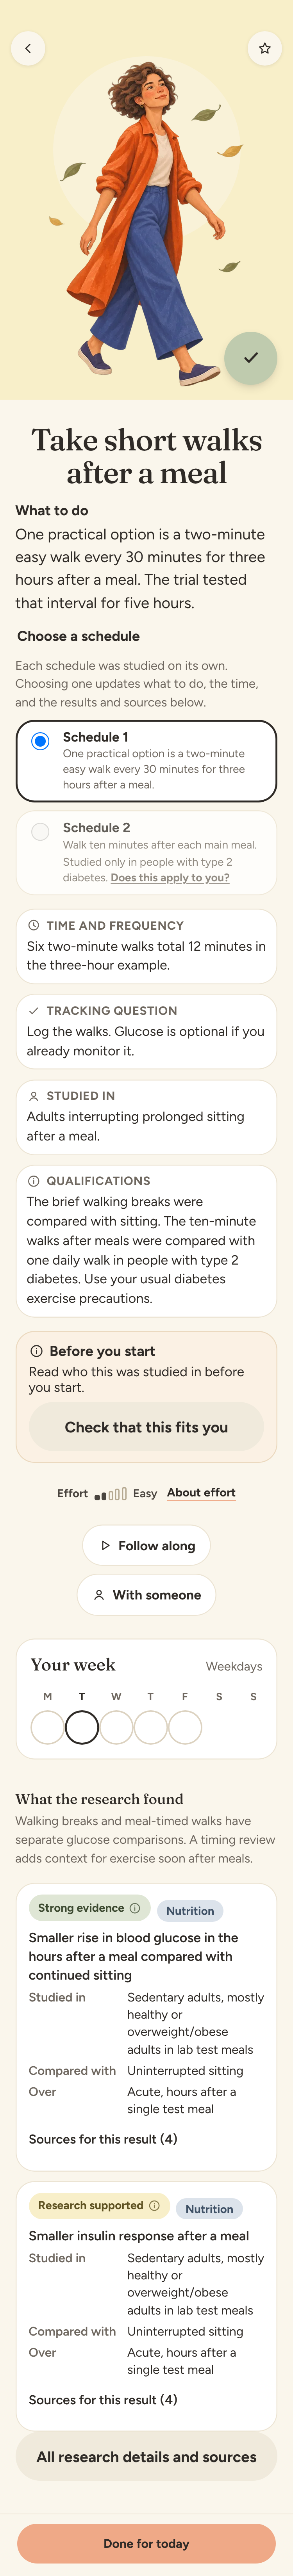 Take short walks
after a meal
What to do
One practical option is a two-minute
easy walk every 30 minutes for three
hours after a meal. The trial tested
that interval for five hours.
Choose a schedule
Each schedule was studied on its own.
Choosing one updates what to do, the time,
and the results and sources below.
Schedule 1
One practical option is a two-minute
easy walk every 30 minutes for three
hours after a meal.
Schedule 2
Walk ten minutes after each main meal.
Studied only in people with type 2
diabetes. Does this apply to you?
TIME AND FREQUENCY
Six two-minute walks total 12 minutes in
the three-hour example.
TRACKING QUESTION
Log the walks. Glucose is optional if you
already monitor it.
STUDIED IN
Adults interrupting prolonged sitting
after a meal.
QUALIFICATIONS
The brief walking breaks were
compared with sitting. The ten-minute
walks after meals were compared with
one daily walk in people with type 2
diabetes. Use your usual diabetes
exercise precautions.
Before you start
Read who this was studied in before
you start.
Check that this fits you
Effort Easy About effort
Follow along
With someone
Your week Weekdays
M T W T F S S
What the research found
Walking breaks and meal-timed walks have
separate glucose comparisons. A timing review
adds context for exercise soon after meals.
Strong evidence Nutrition
Smaller rise in blood glucose in the
hours after a meal compared with
continued sitting
Studied in Sedentary adults, mostly
healthy or
overweight/obese
adults in lab test meals
Compared with Uninterrupted sitting
Over Acute, hours after a
single test meal
Sources for this result (4)
Research supported Nutrition
Smaller insulin response after a meal
Studied in Sedentary adults, mostly
healthy or
overweight/obese
adults in lab test meals
Compared with Uninterrupted sitting
Over Acute, hours after a
single test meal
Sources for this result (4)
All research details and sources
Done for today